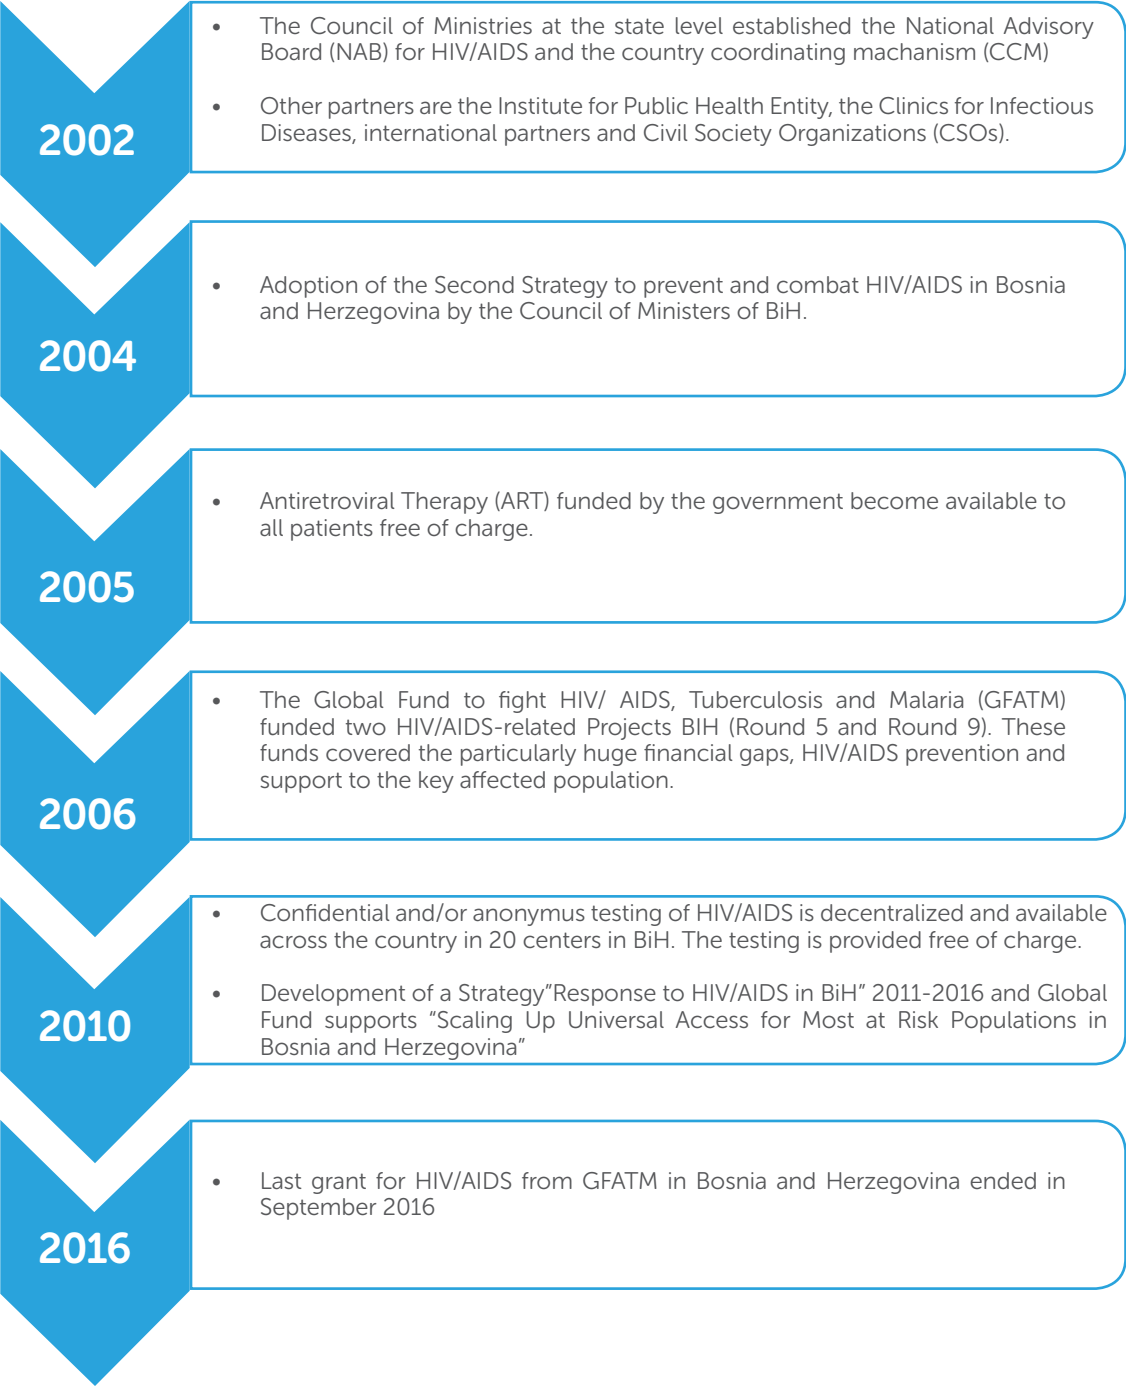 • The Council of Ministries at the state level established the National Advisory
Board (NAB) for HIV/AIDS and the country coordinating machanism (CCM)
• Other partners are the Institute for Public Health Entity, the Clinics for Infectious
Diseases, international partners and Civil Society Organizations (CSOs).
2002
• Adoption of the Second Strategy to prevent and combat HIV/AIDS in Bosnia
and Herzegovina by the Council of Ministers of BiH.
2004
• Antiretroviral Therapy (ART) funded by the government become available to
all patients free of charge.
2005
• The Global Fund to fight HIV/ AIDS, Tuberculosis and Malaria (GFATM)
funded two HIV/AIDS-related Projects BIH (Round 5 and Round 9). These
funds covered the particularly huge financial gaps, HIV/AIDS prevention and
support to the key affected population.
2006
• Confidential and/or anonymus testing of HIV/AIDS is decentralized and available
across the country in 20 centers in BiH. The testing is provided free of charge.
• Development of a Strategy"Response to HIV/AIDS in BiH" 2011-2016 and Global
Fund supports "Scaling Up Universal Access for Most at Risk Populations in
Bosnia and Herzegovina"
2010
• Last grant for HIV/AIDS from GFATM in Bosnia and Herzegovina ended in
September 2016
2016